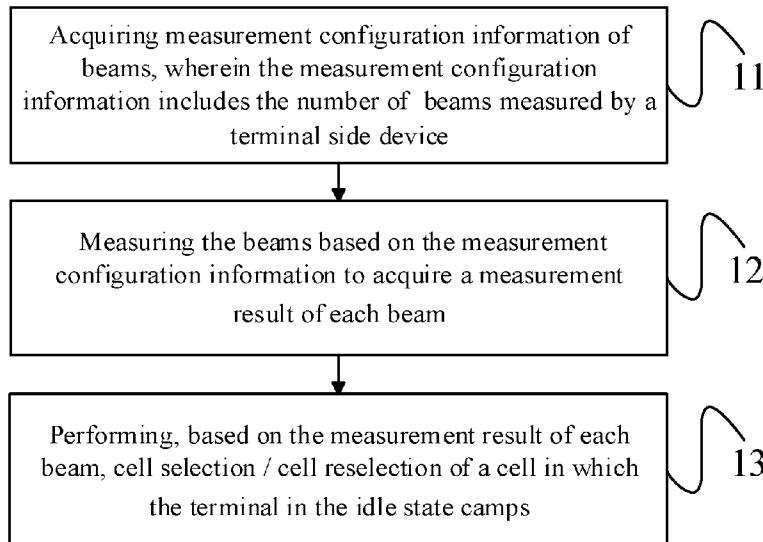 Acquiring measurement configuration information of
beams, wherein the measurement configuration
information includes the number of beams measured by a
terminal side device
11
Measuring the beams based on the measurement
configuration information to acquire a measurement
result of each beam
12
Performing, based on the measurement result of each
beam, cell selection / cell reselection of a cell in which
the terminal in the idle state camps
13